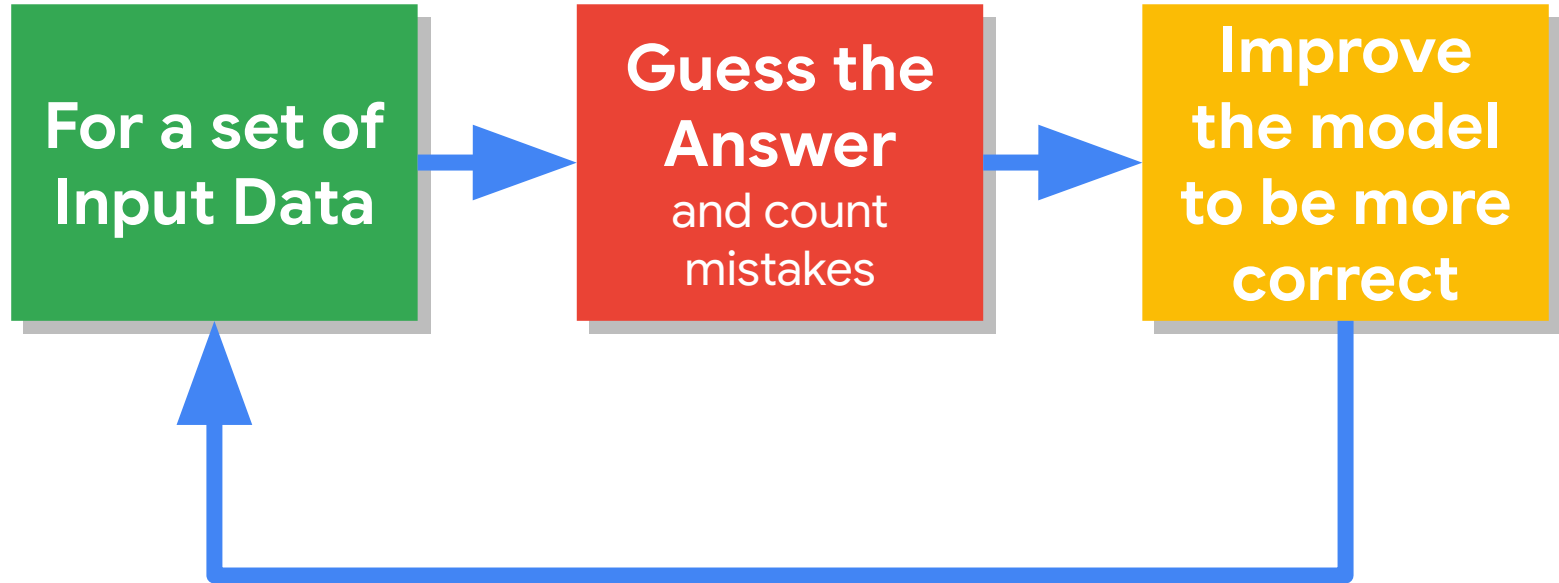 For a set of
Input Data
Guess the
Answer
and count
mistakes
Improve
the model
to be more
correct